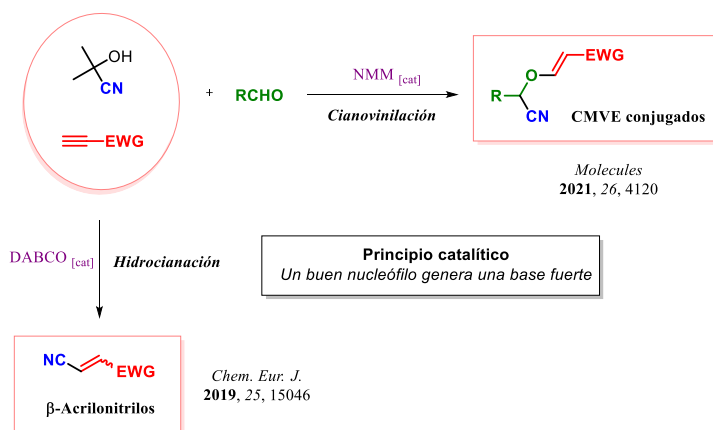 OH
CN
EWG
+
RCHO
NMM [cat]
Cianovinilación
EWG
O
R
CN
CMVE conjugados
Molecules
2021, 26, 4120
DABCO [cat]
Hidrocianación
Principio catalítico
Un buen nucleófilo genera una base fuerte
NC
EWG
β-Acrilonitrilos
Chem. Eur. J.
2019, 25, 15046